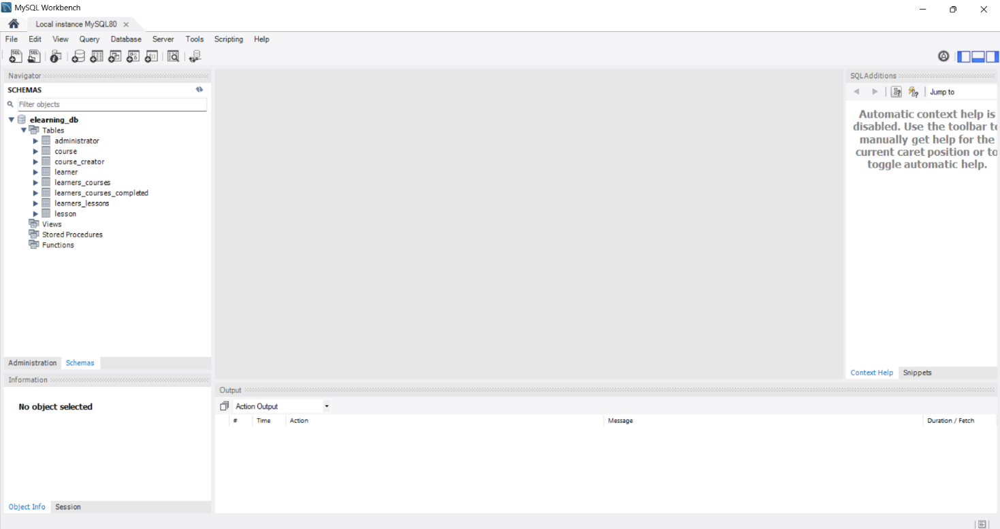 MySQL Workbench
Local instance MySQL80
File Edit View Query Database Server Tools Scripting Help
Navigator
SCHEMAS
Filter objects
elearning_db
Tables
administrator
course
course_creator
learner
learners_courses
learners_courses_completed
learners_lessons
lesson
Views
Stored Procedures
Functions
Administration Schemas
Information
No object selected
Object Info Session
Output
Action Output
# Time Action Message Duration / Fetch
SQLAdditions
Jump to
Automatic context help is
disabled. Use the toolbar to
manually get help for the
current caret position or to
toggle automatic help.
Context Help Snippets